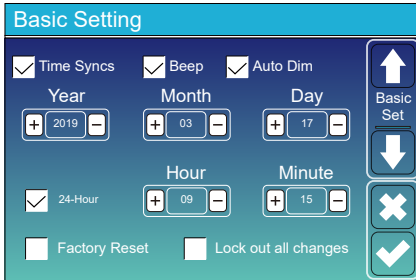 Basic Setting
Time Syncs Beep Auto Dim
Year Month Day
+ 2019 − + 03 − + 17 −
Basic
Set
Hour Minute
24-Hour + 09 − + 15 −
Factory Reset Lock out all changes